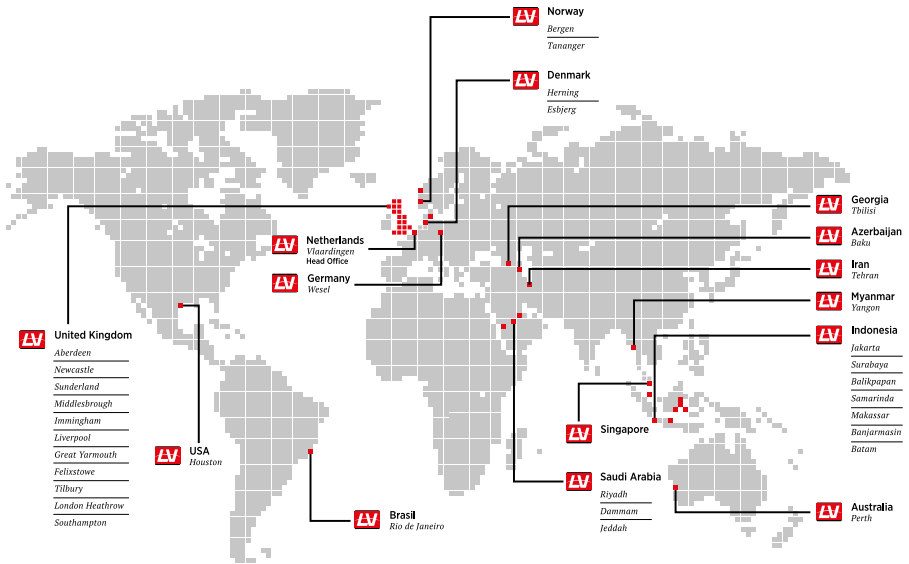 LV Norway
Bergen
Tananger
LV Denmark
Herning
Esbjerg
LV Georgia
Tbilisi
LV Azerbaijan
Baku
LV Iran
Tehran
LV Myanmar
Yangon
LV Indonesia
Jakarta
Surabaya
Balikpapan
Samarinda
Makassar
Banjarmasin
Batam
LV Netherlands
Vlaardingen
Head Office
LV Germany
Wesel
LV United Kingdom
Aberdeen
Newcastle
Sunderland
Middlesbrough
Immingham
Liverpool
Great Yarmouth
Felixstowe
Tilbury
London Heathrow
Southampton
LV USA
Houston
LV Brasil
Rio de Janeiro
LV Singapore
LV Saudi Arabia
Riyadh
Dammam
Jeddah
LV Australia
Perth